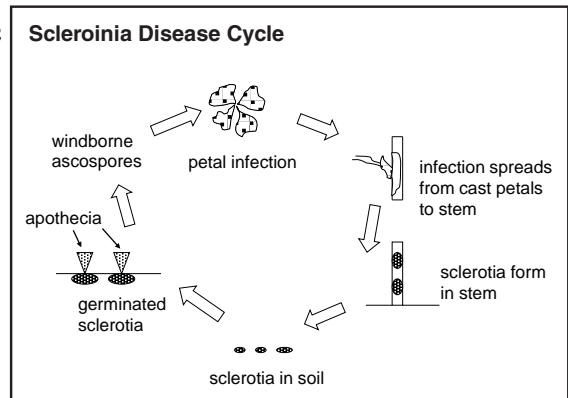 Scleroinia Disease Cycle
windborne
ascospores
petal infection
infection spreads
from cast petals
to stem
apothecia
sclerotia form
in stem
germinated
sclerotia
sclerotia in soil